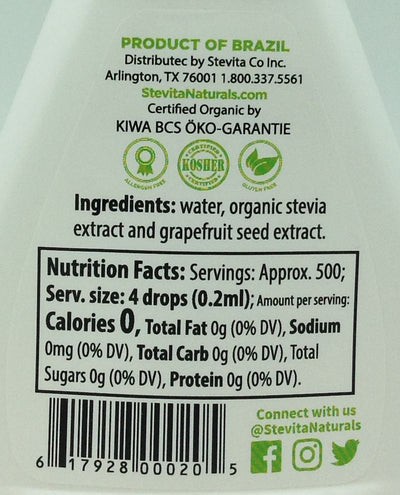 PRODUCT OF BRAZIL
Distributec by Stevita Co Inc.
Arlington, TX 76001 1.800.337.5561
StevitaNaturals.com
Certified Organic by
KIWA BCS ÖKO-GARANTIE
ALLERGEN FREE
CERTIFIED KOSHER CERTIFIED
GLUTEN FREE
Ingredients: water, organic stevia
extract and grapefruit seed extract.
Nutrition Facts: Servings: Approx. 500;
Serv. size: 4 drops (0.2ml); Amount per serving:
Calories 0, Total Fat 0g (0% DV), Sodium
0mg (0% DV), Total Carb 0g (0% DV), Total
Sugars 0g (0% DV), Protein 0g (0% DV).
Connect with us
@StevitaNaturals
6 17928 00020 5